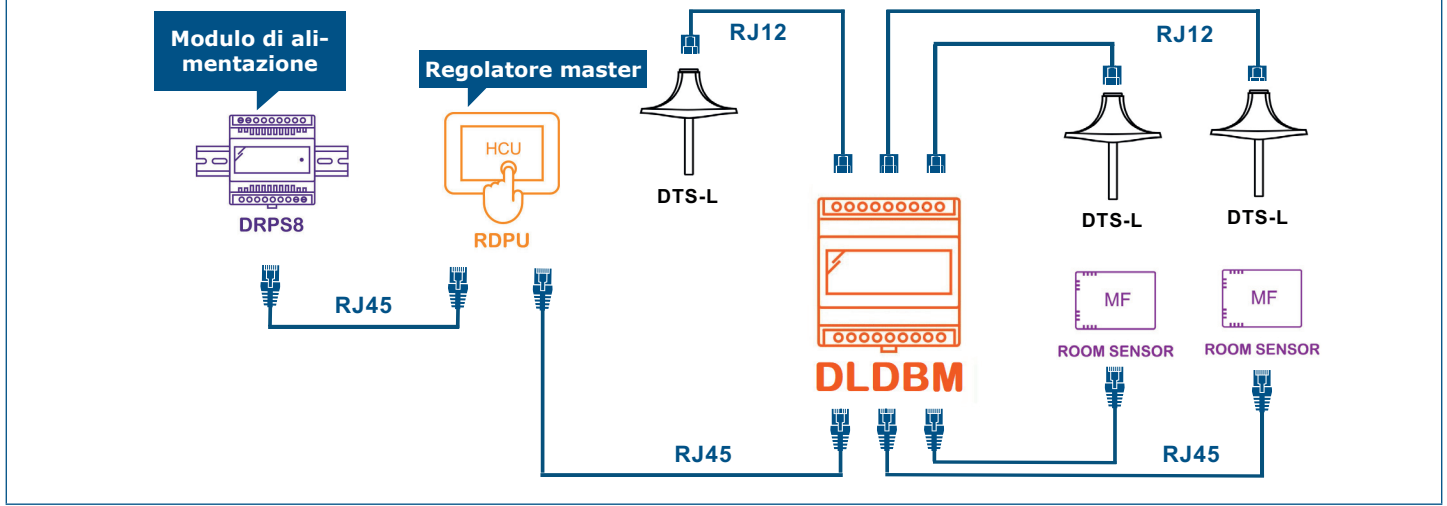 Modulo di ali-
mentazione
Regolatore master
RJ12
RJ12
HCU
DRPS8
RDPU
DTS-L
DTS-L
DTS-L
MF
MF
ROOM SENSOR
ROOM SENSOR
RJ45
DLDBM
RJ45
RJ45